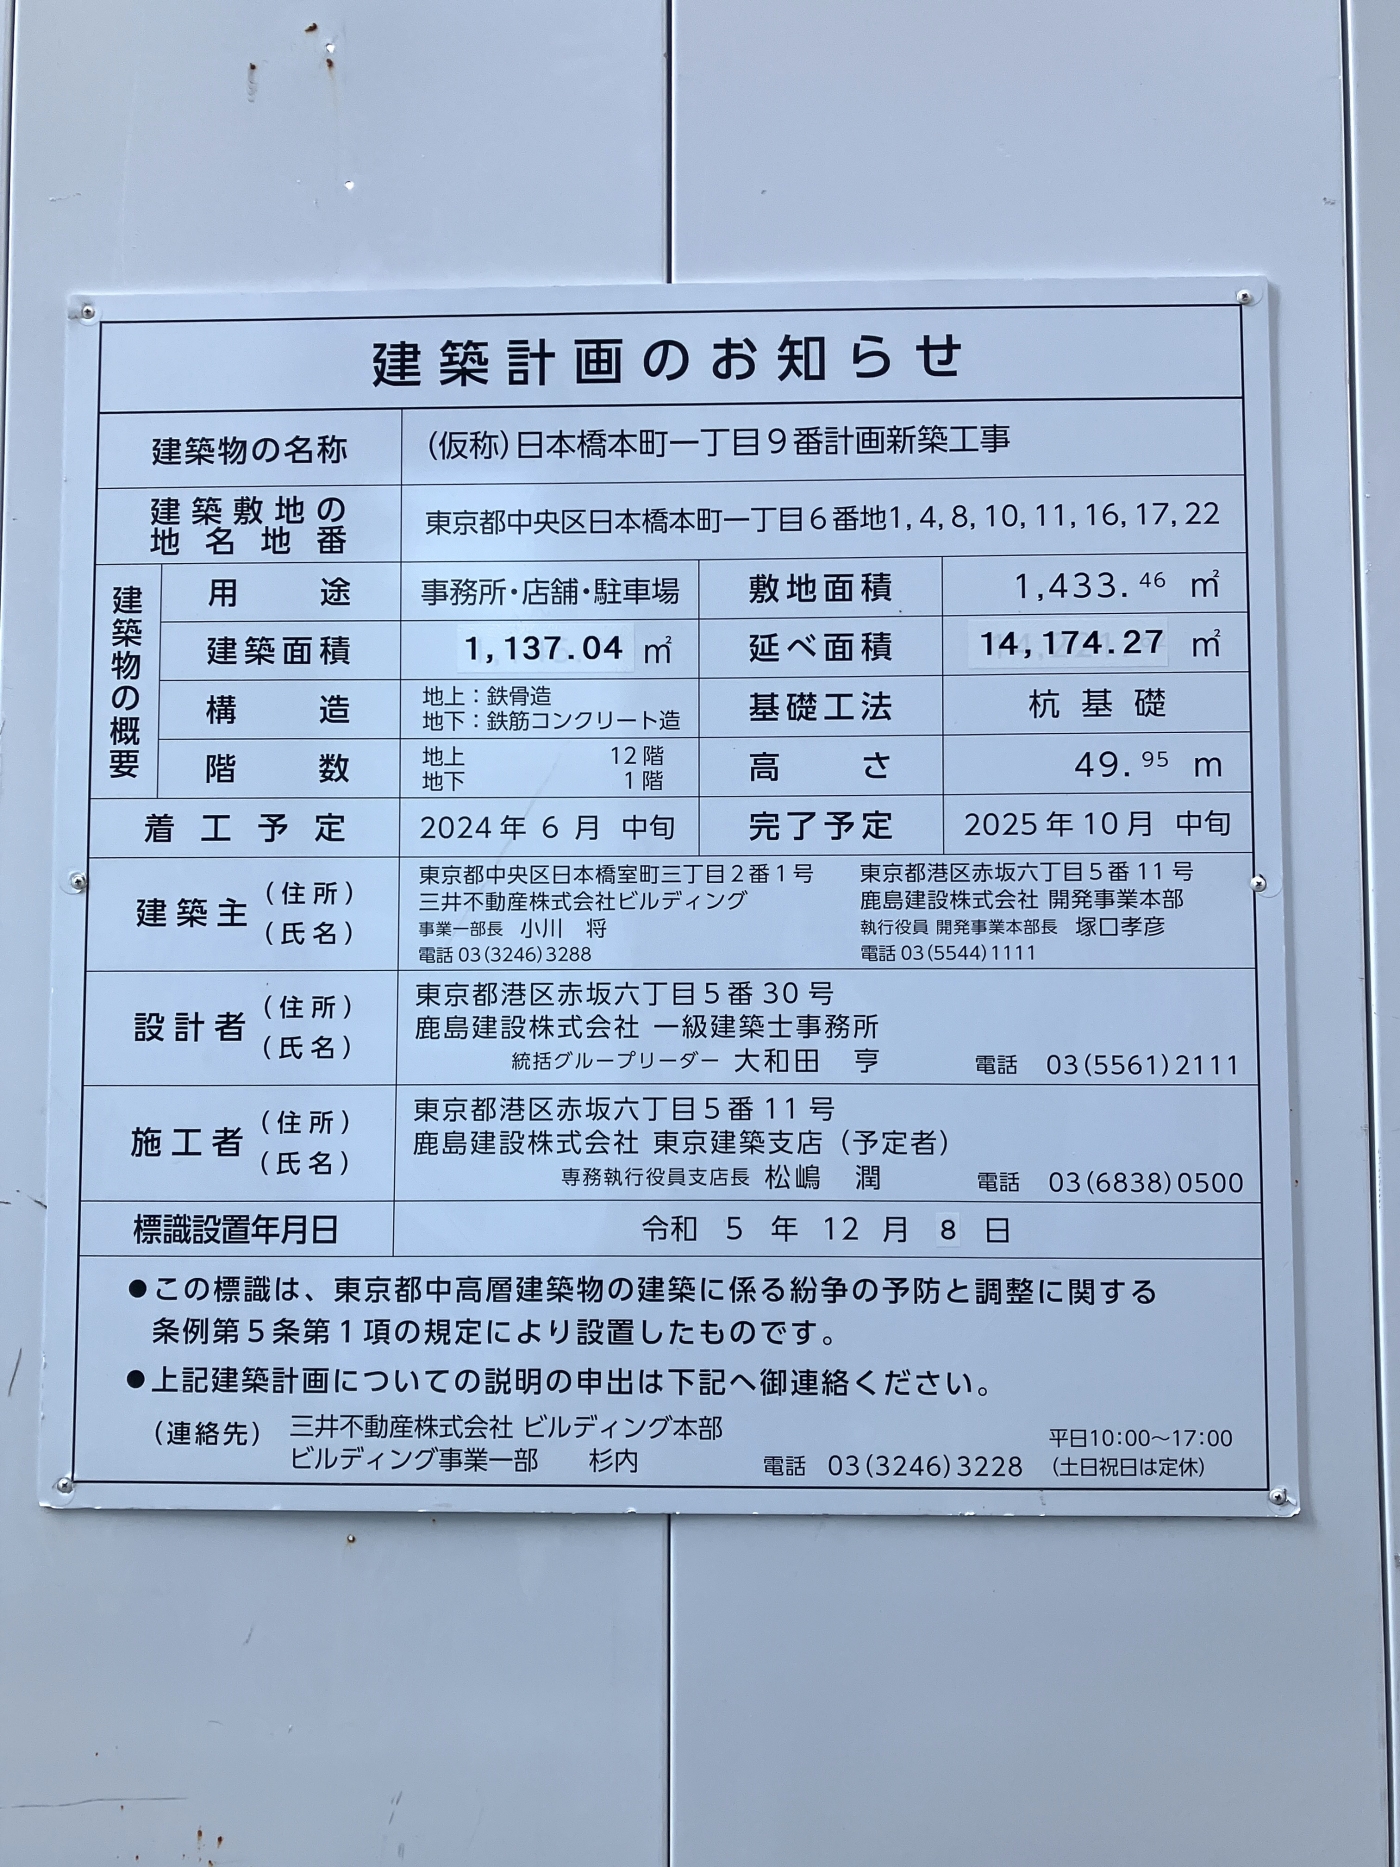 建築計画のお知らせ
建築物の名称 (仮称)日本橋本町一丁目9番計画新築工事
建築敷地の
地名地番 東京都中央区日本橋本町一丁目6番地1, 4, 8, 10, 11, 16, 17, 22
建築物の概要
用途 事務所・店舗・駐車場 敷地面積 1,433.46 ㎡
建築面積 1,137.04 ㎡ 延べ面積 14,174.27 ㎡
構造 地上：鉄骨造
地下：鉄筋コンクリート造 基礎工法 杭基礎
階数 地上 12階
地下 1階 高さ 49.95 m
着工予定 2024年 6月 中旬 完了予定 2025年10月 中旬
建築主 (住所)
(氏名)
東京都中央区日本橋室町三丁目2番1号
三井不動産株式会社ビルディング
事業一部長 小川 将
電話 03(3246)3288
東京都港区赤坂六丁目5番11号
鹿島建設株式会社 開発事業本部
執行役員 開発事業本部長 塚口孝彦
電話 03(5544)1111
設計者 (住所)
(氏名)
東京都港区赤坂六丁目5番30号
鹿島建設株式会社 一級建築士事務所
統括グループリーダー 大和田 亨 電話 03(5561)2111
施工者 (住所)
(氏名)
東京都港区赤坂六丁目5番11号
鹿島建設株式会社 東京建築支店（予定者）
専務執行役員支店長 松嶋 潤 電話 03(6838)0500
標識設置年月日 令和 5 年 12 月 8 日
●この標識は、東京都中高層建築物の建築に係る紛争の予防と調整に関する
条例第5条第1項の規定により設置したものです。
●上記建築計画についての説明の申出は下記へ御連絡ください。
(連絡先) 三井不動産株式会社 ビルディング本部
ビルディング事業一部 杉内 電話 03(3246)3228
平日10:00～17:00
(土日祝日は定休)